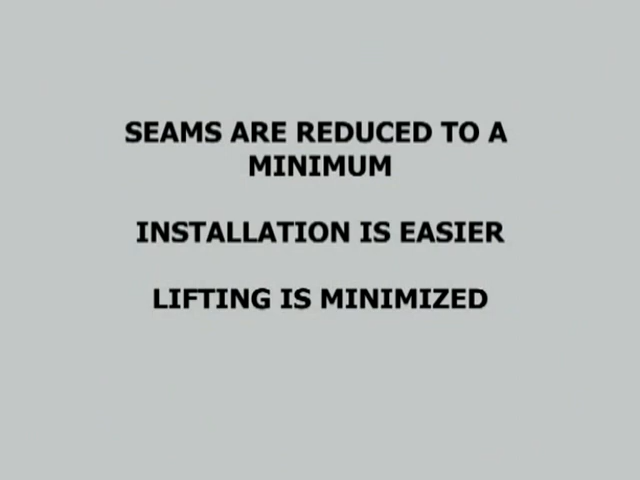 SEAMS ARE REDUCED TO A
MINIMUM
INSTALLATION IS EASIER
LIFTING IS MINIMIZED